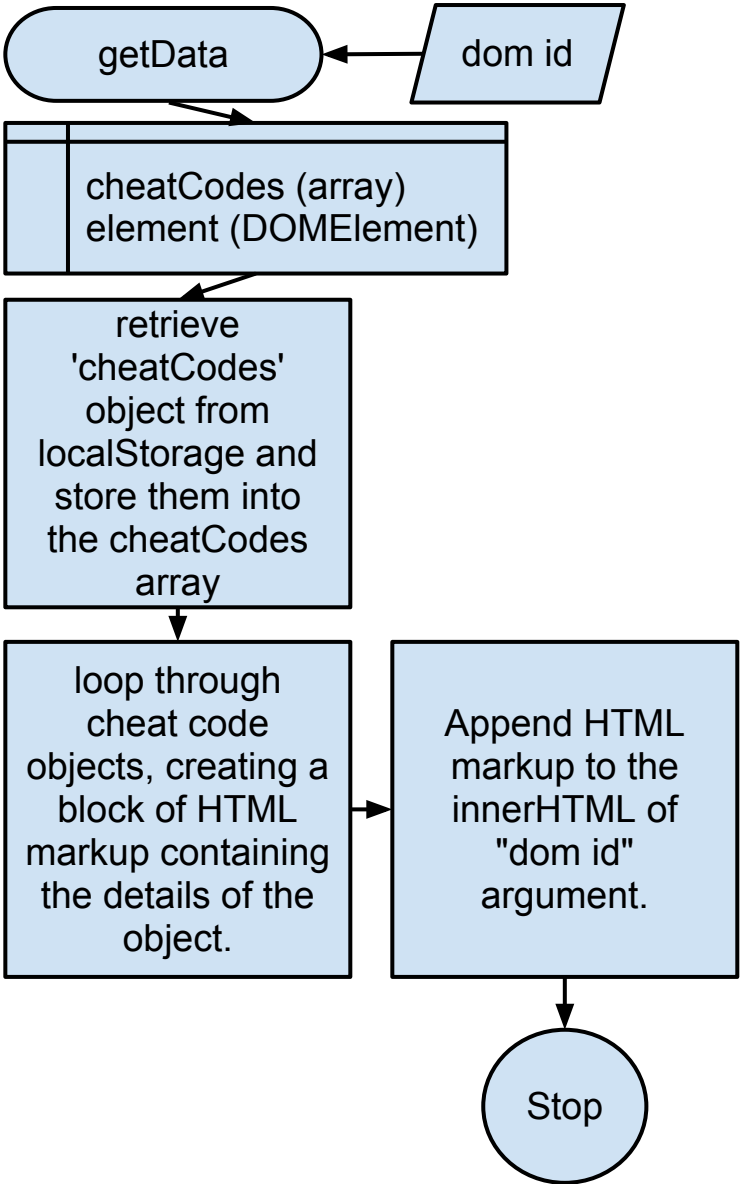 getData
dom id
cheatCodes (array)
element (DOMElement)
retrieve
'cheatCodes'
object from
localStorage and
store them into
the cheatCodes
array
loop through
cheat code
objects, creating a
block of HTML
markup containing
the details of the
object.
Append HTML
markup to the
innerHTML of
"dom id"
argument.
Stop